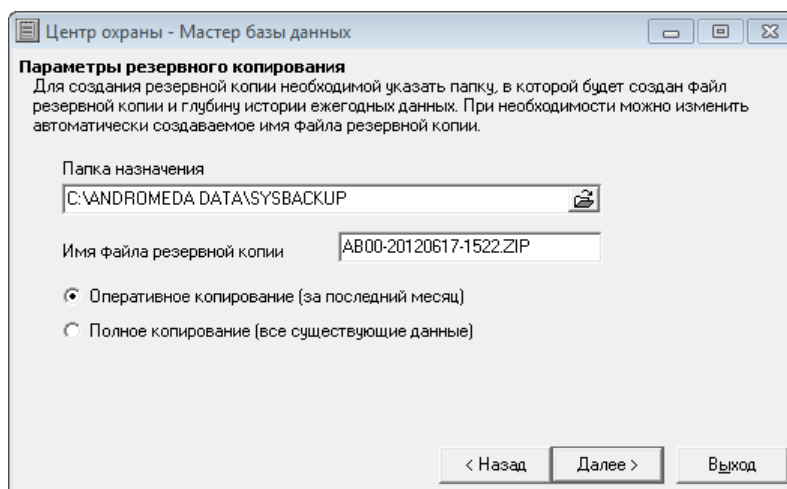 Центр охраны - Мастер базы данных
Параметры резервного копирования
Для создания резервной копии необходимой указать папку, в которой будет создан файл
резервной копии и глубину истории ежегодных данных. При необходимости можно изменить
автоматически создаваемое имя файла резервной копии.
Папка назначения
C:\ANDROMEDA DATA\SYSBACKUP
Имя файла резервной копии
AB00-20120617-1522.ZIP
Оперативное копирование (за последний месяц)
Полное копирование (все существующие данные)
< Назад
Далее >
Выход